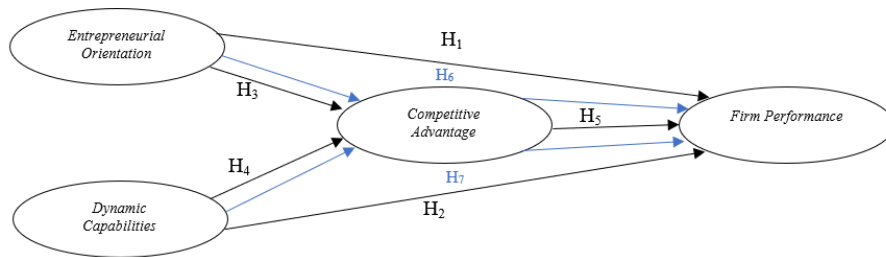 Entrepreneurial
Orientation
H1
H6
H3
Competitive
Advantage
H5
Firm Performance
H4
H7
Dynamic
Capabilities
H2